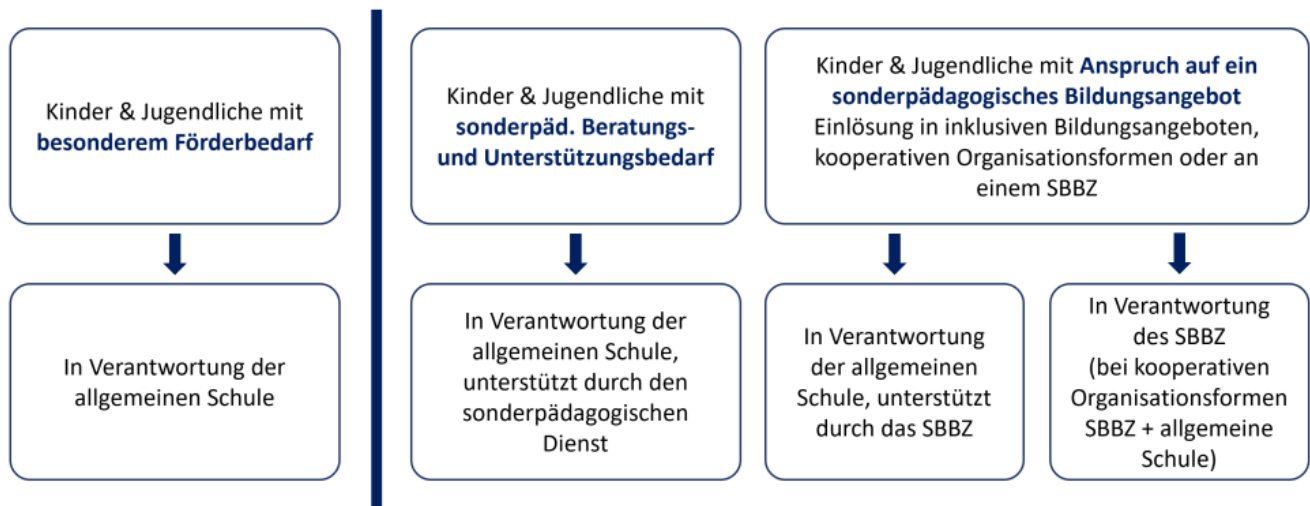 Kinder & Jugendliche mit
besonderem Förderbedarf
In Verantwortung der
allgemeinen Schule
Kinder & Jugendliche mit
sonderpäd. Beratungs-
und Unterstützungsbedarf
In Verantwortung der
allgemeinen Schule,
unterstützt durch den
sonderpädagogischen
Dienst
Kinder & Jugendliche mit Anspruch auf ein
sonderpädagogisches Bildungsangebot
Einlösung in inklusiven Bildungsangeboten,
kooperativen Organisationsformen oder an
einem SBBZ
In Verantwortung
der allgemeinen
Schule, unterstützt
durch das SBBZ
In Verantwortung
des SBBZ
(bei kooperativen
Organisationsformen
SBBZ + allgemeine
Schule)